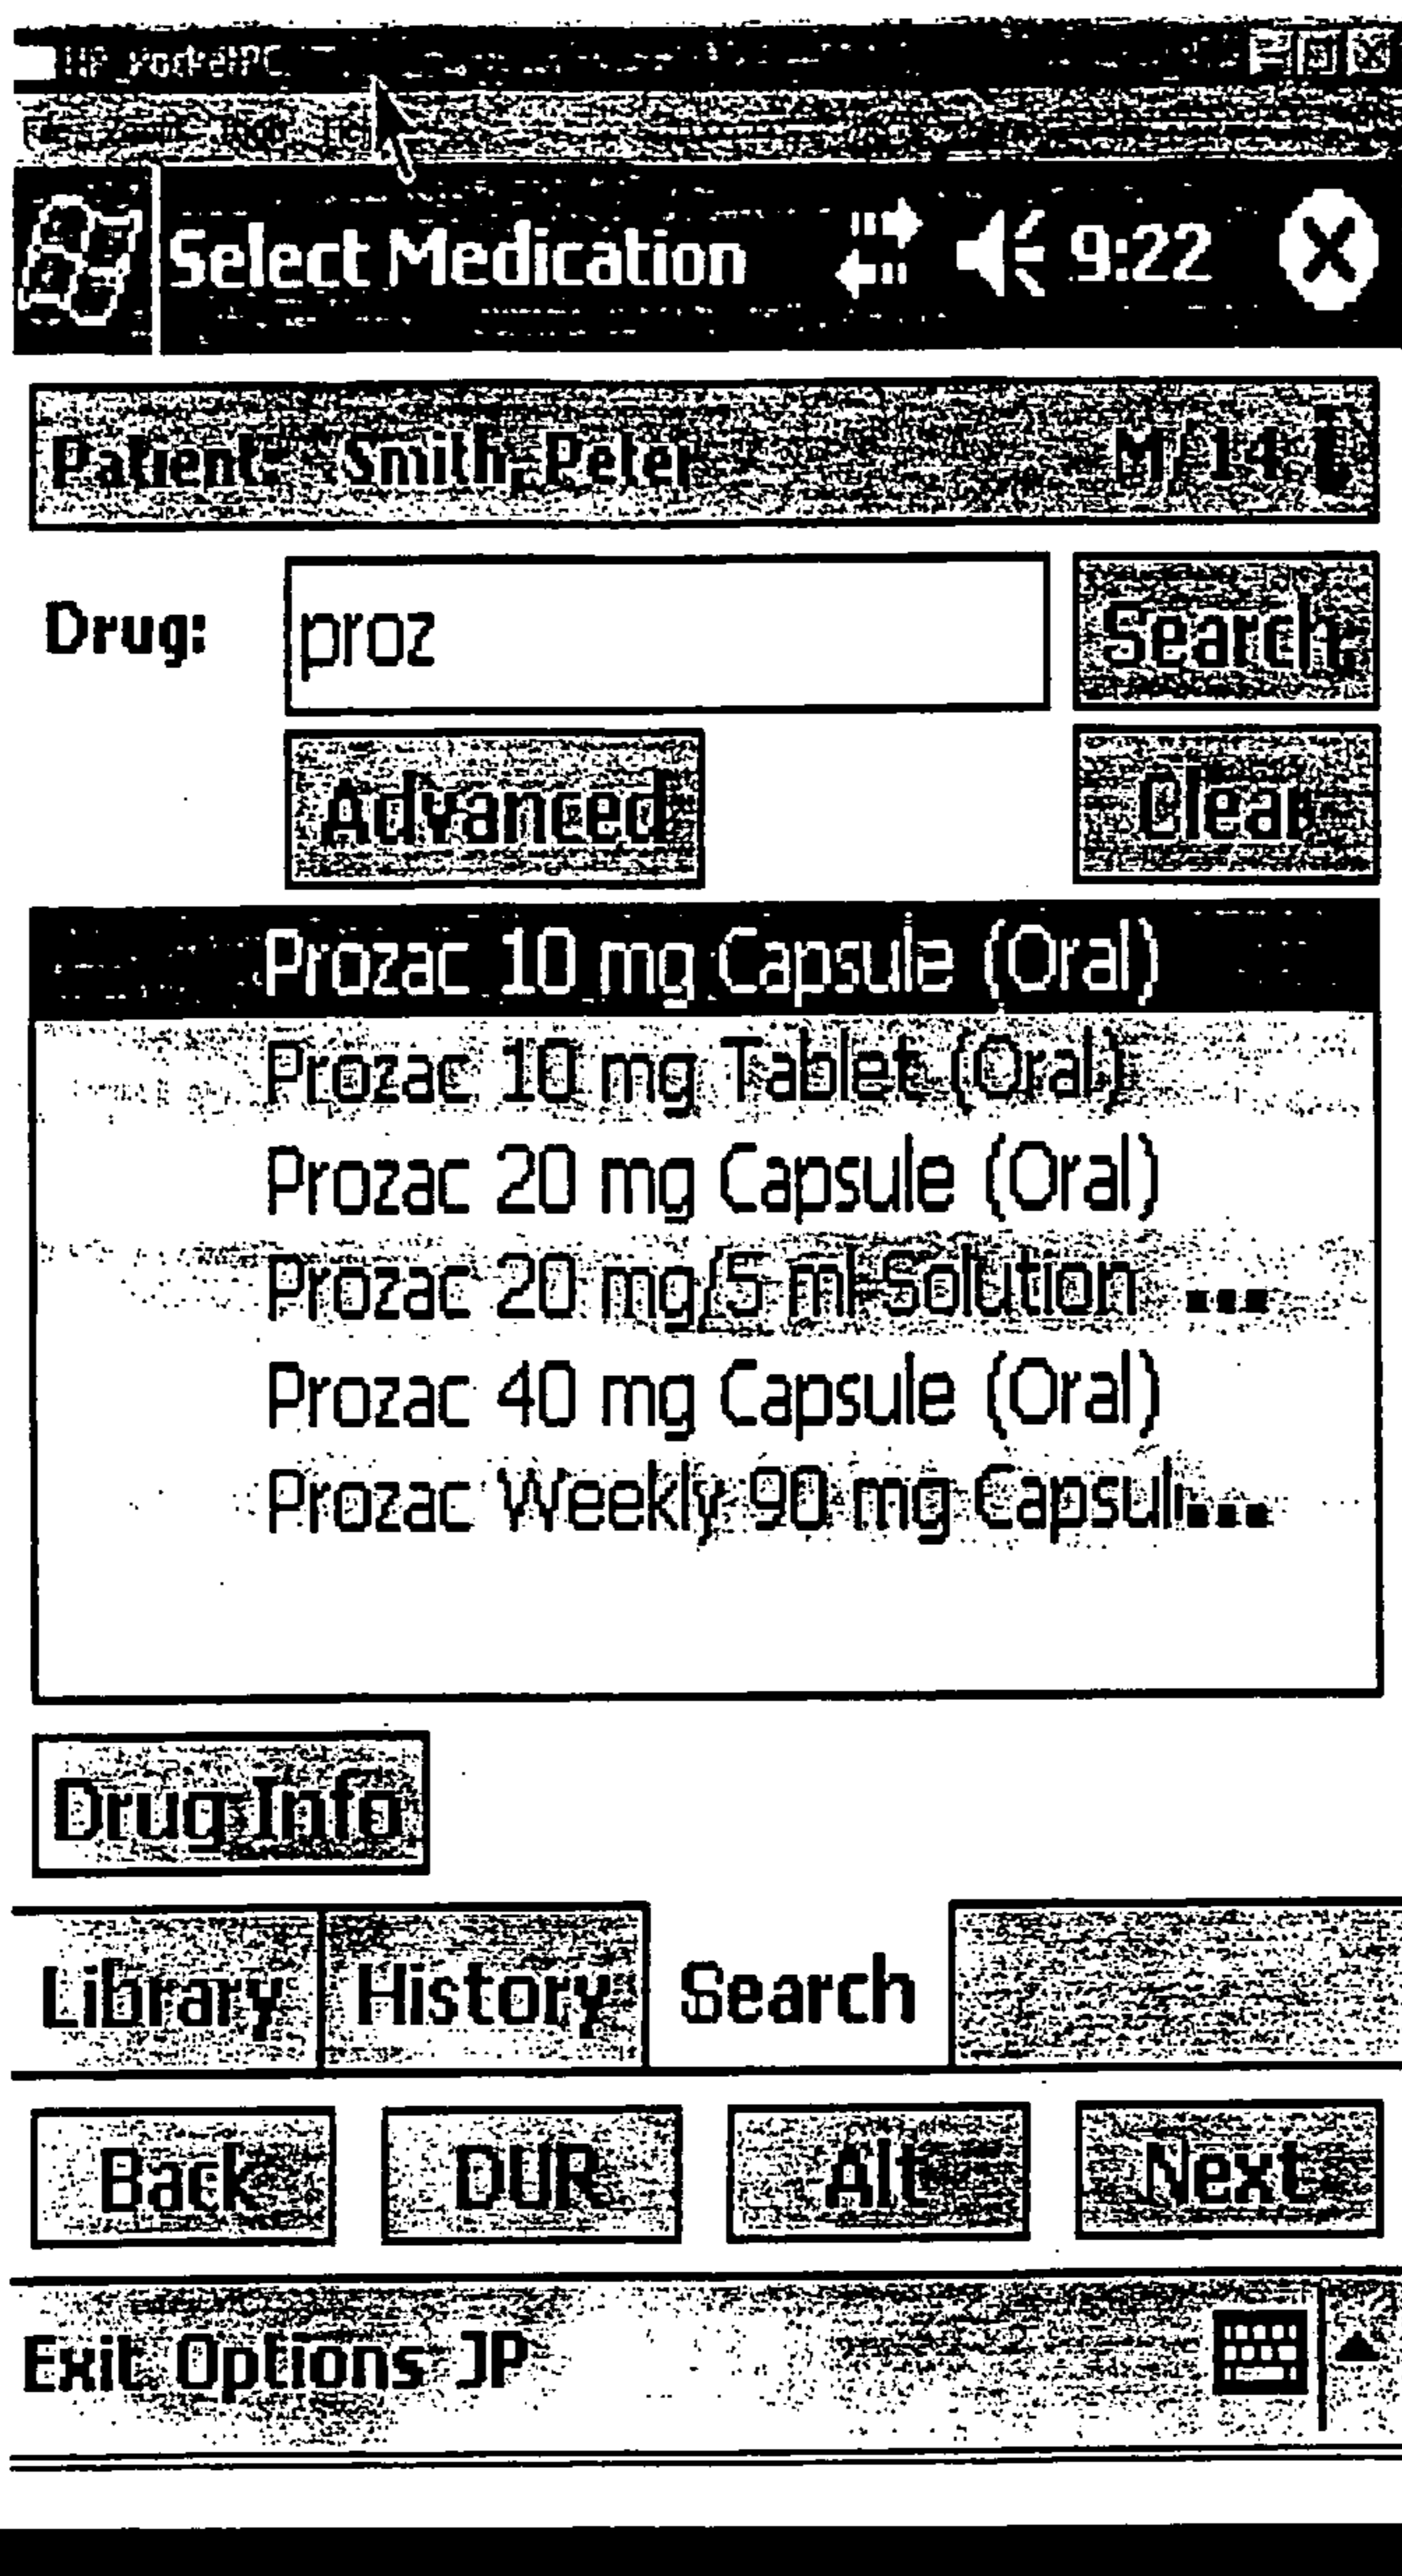 HP PocketPC
Select Medication 9:22
Patient: Smith, Peter M/14
Drug: proz Search
Advanced Clear
Prozac 10 mg Capsule (Oral)
Prozac 10 mg Tablet (Oral)
Prozac 20 mg Capsule (Oral)
Prozac 20 mg/5 ml Solution ...
Prozac 40 mg Capsule (Oral)
Prozac Weekly 90 mg Capsul...
Drug Info
Library History Search
Back DUR Alt Next
Exit Options JP